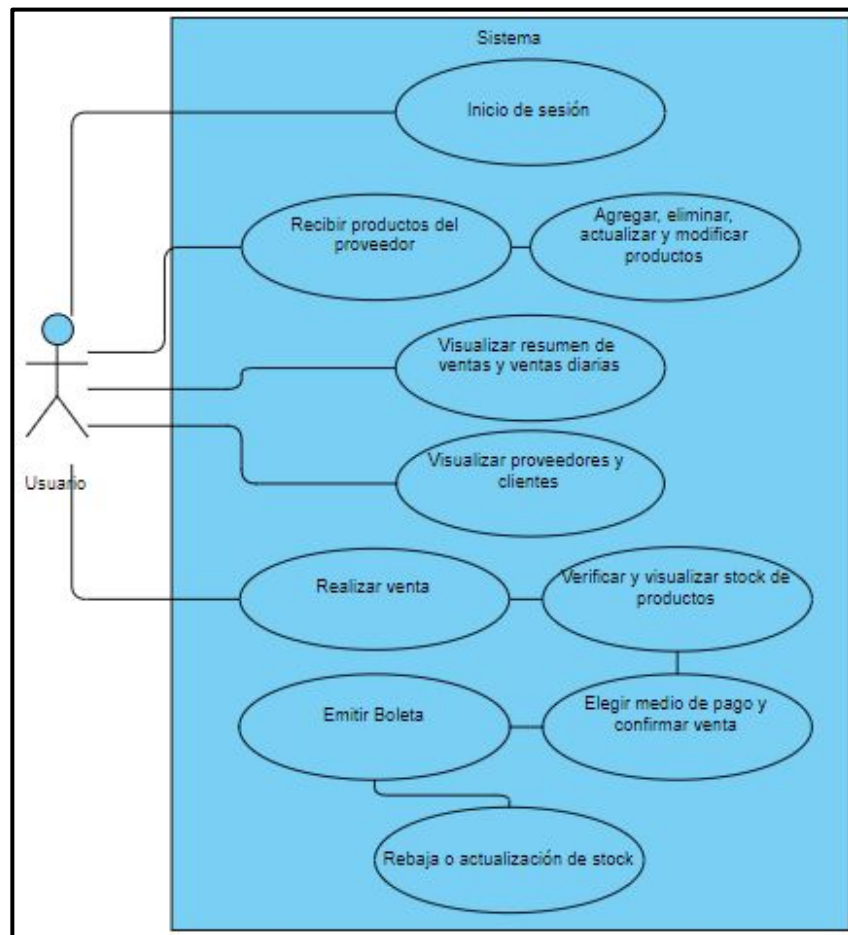 Sistema
Inicio de sesión
Recibir productos del
proveedor
Agregar, eliminar,
actualizar y modificar
productos
Visualizar resumen de
ventas y ventas diarias
Visualizar proveedores y
clientes
Usuario
Realizar venta
Verificar y visualizar stock de
productos
Emitir Boleta
Elegir medio de pago y
confirmar venta
Rebaja o actualización de stock